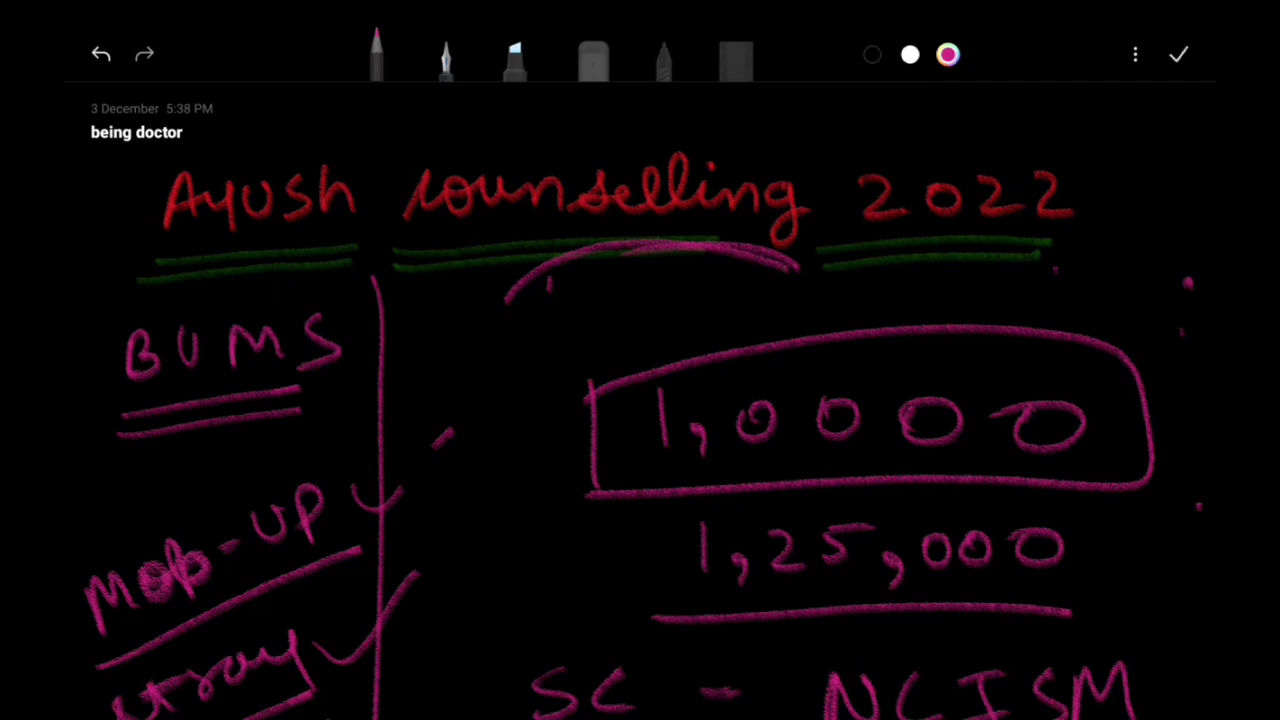 3 December 5:38 PM
being doctor
Ayush counselling 2022
BUMS
1,0000
1,25,000
Mop-UP
stray
SC - NCISM